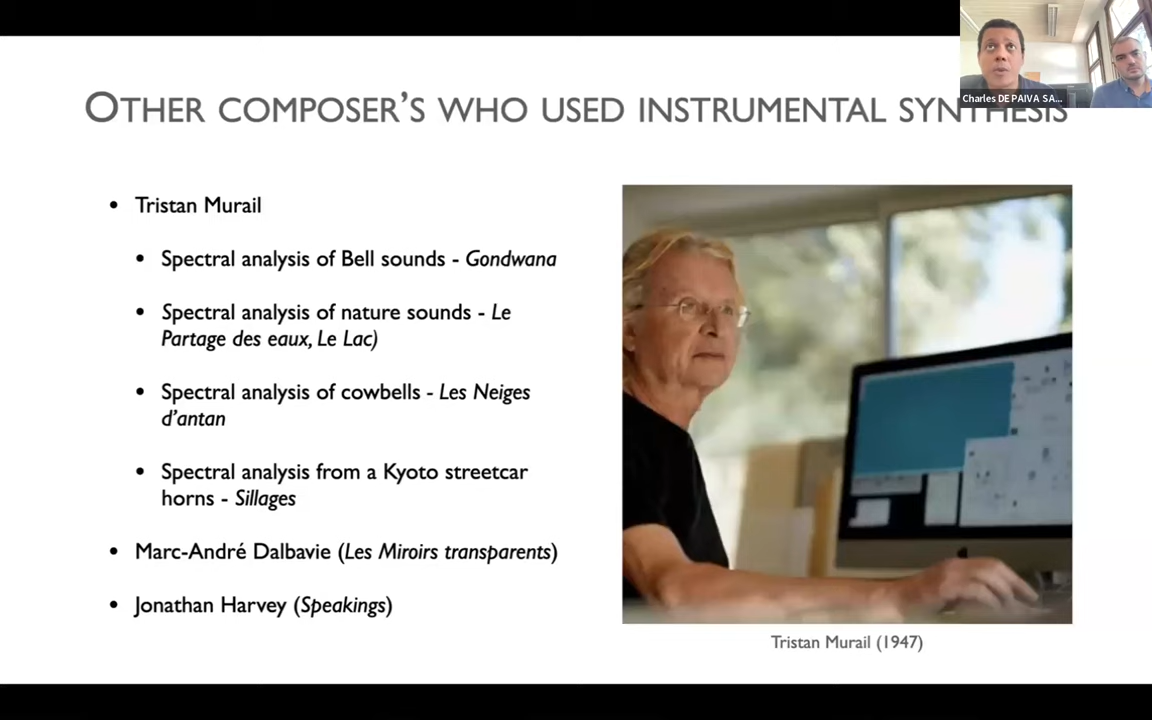 OTHER COMPOSER'S WHO USED INSTRUMENTAL SYNTHESIS
Charles DE PAIVA SA...
• Tristan Murail
• Spectral analysis of Bell sounds - Gondwana
• Spectral analysis of nature sounds - Le
Partage des eaux, Le Lac)
• Spectral analysis of cowbells - Les Neiges
d'antan
• Spectral analysis from a Kyoto streetcar
horns - Sillages
• Marc-André Dalbavie (Les Miroirs transparents)
• Jonathan Harvey (Speakings)
Tristan Murail (1947)